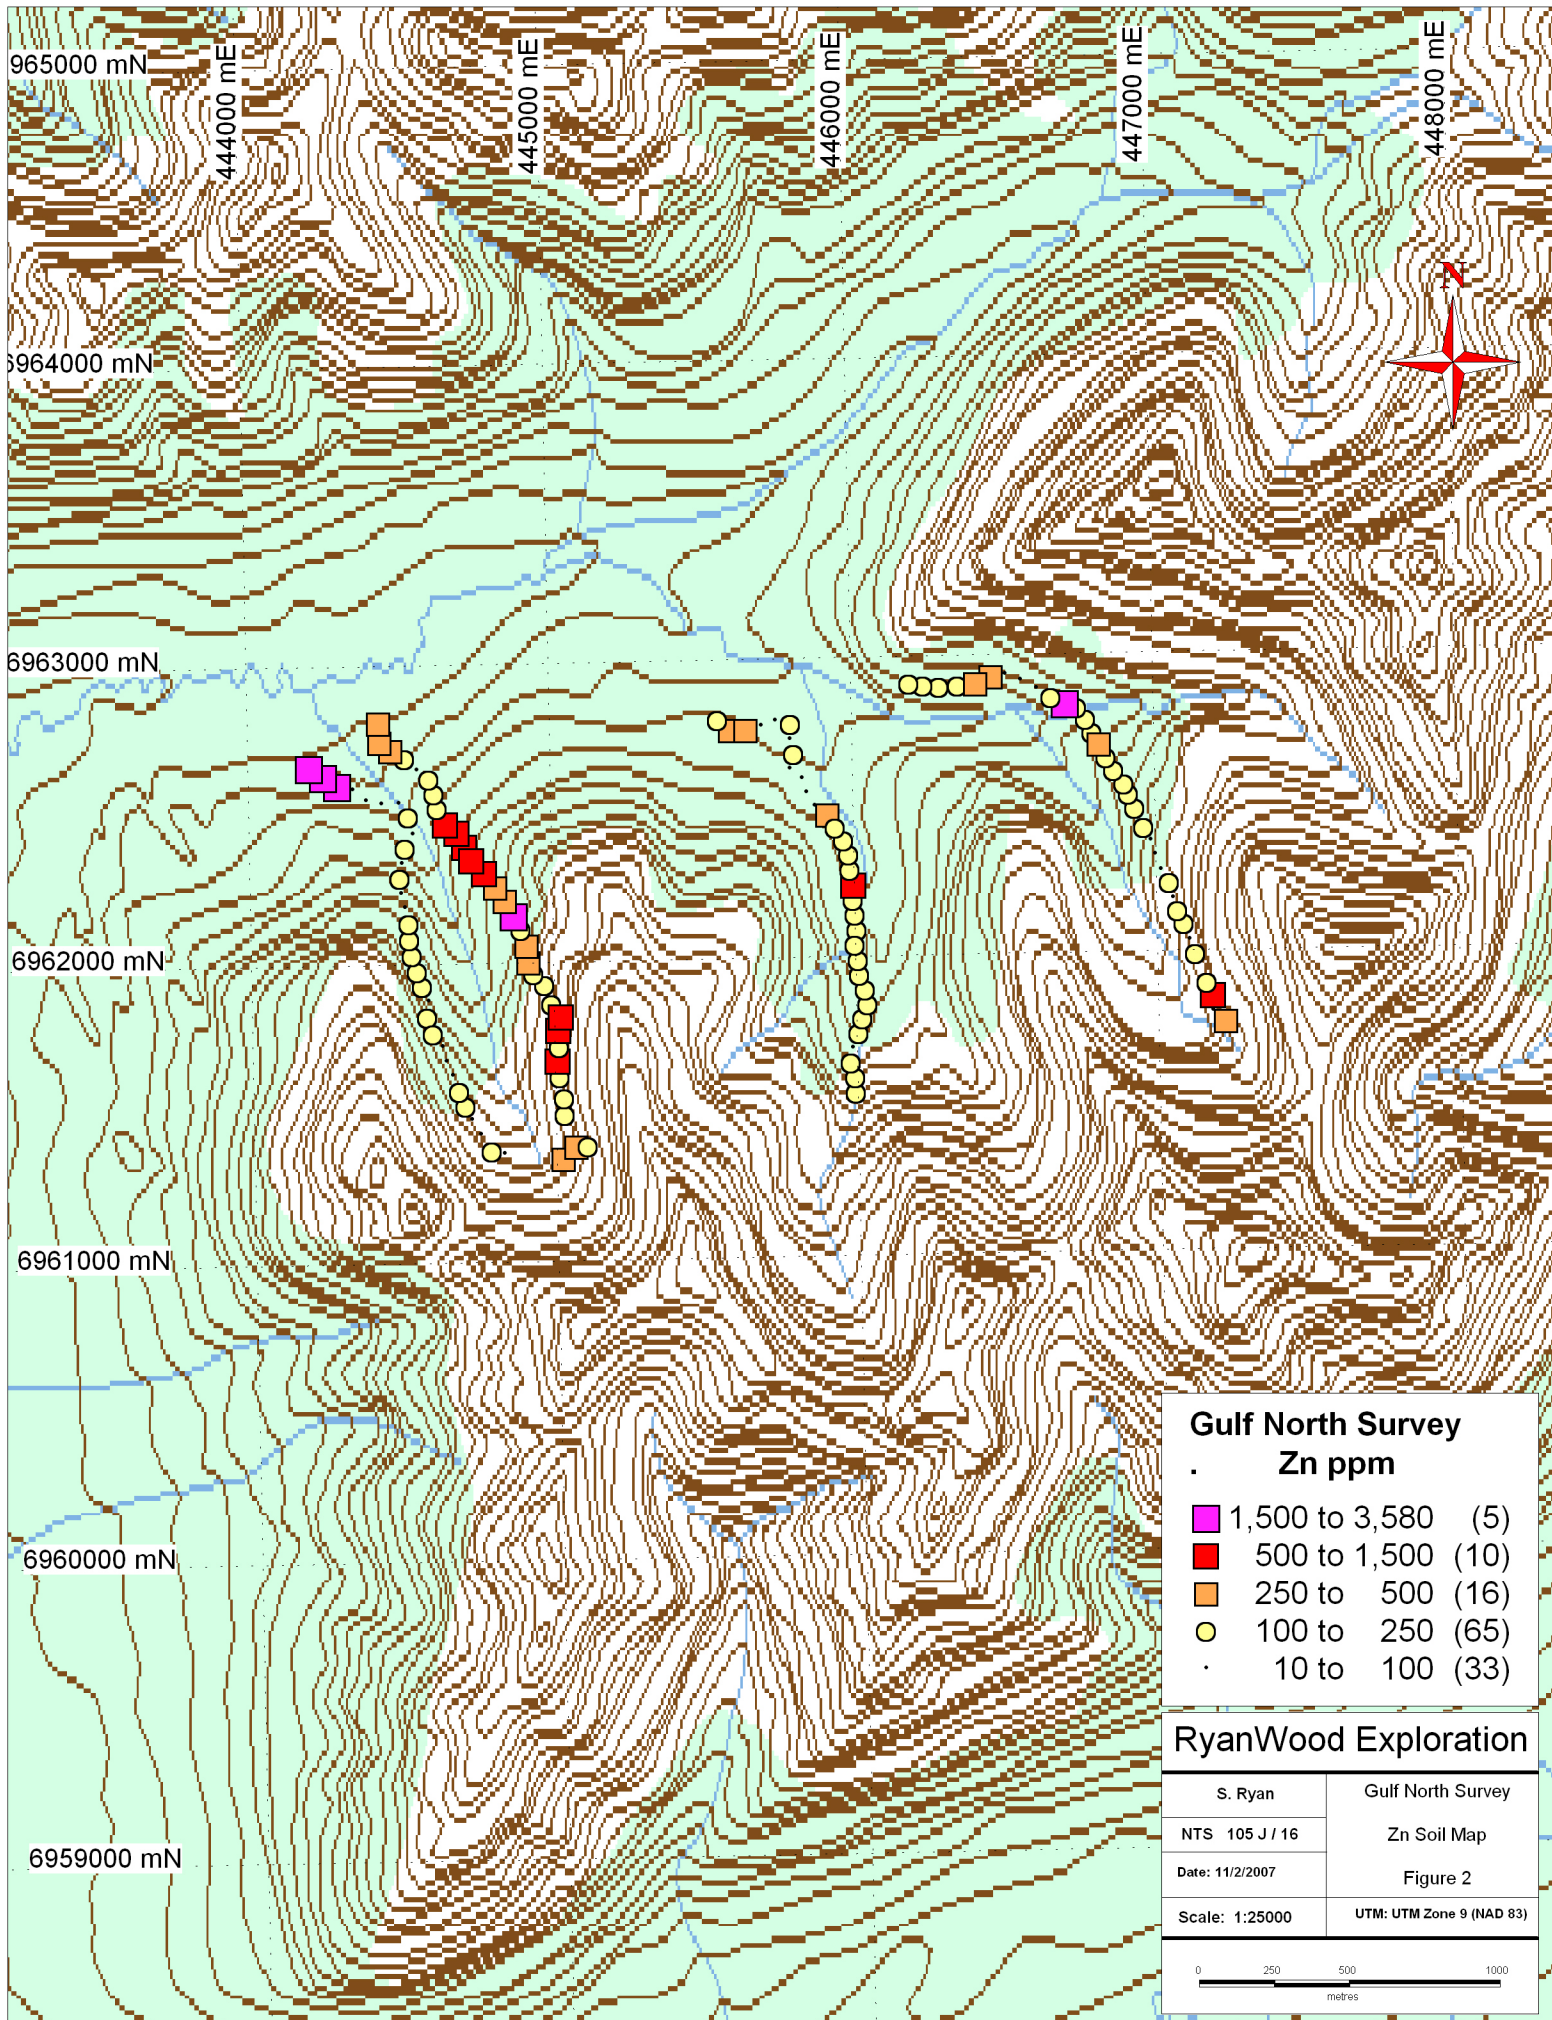 444000 mE
445000 mE
446000 mE
447000 mE
448000 mE
965000 mN
N
6964000 mN
6963000 mN
6962000 mN
6961000 mN
6960000 mN
6959000 mN
Gulf North Survey
. Zn ppm
1,500 to 3,580 (5)
500 to 1,500 (10)
250 to 500 (16)
100 to 250 (65)
10 to 100 (33)
RyanWood Exploration
S. Ryan
NTS 105 J / 16
Date: 11/2/2007
Scale: 1:25000
Gulf North Survey
Zn Soil Map
Figure 2
UTM: UTM Zone 9 (NAD 83)
0 250 500 1000
metres